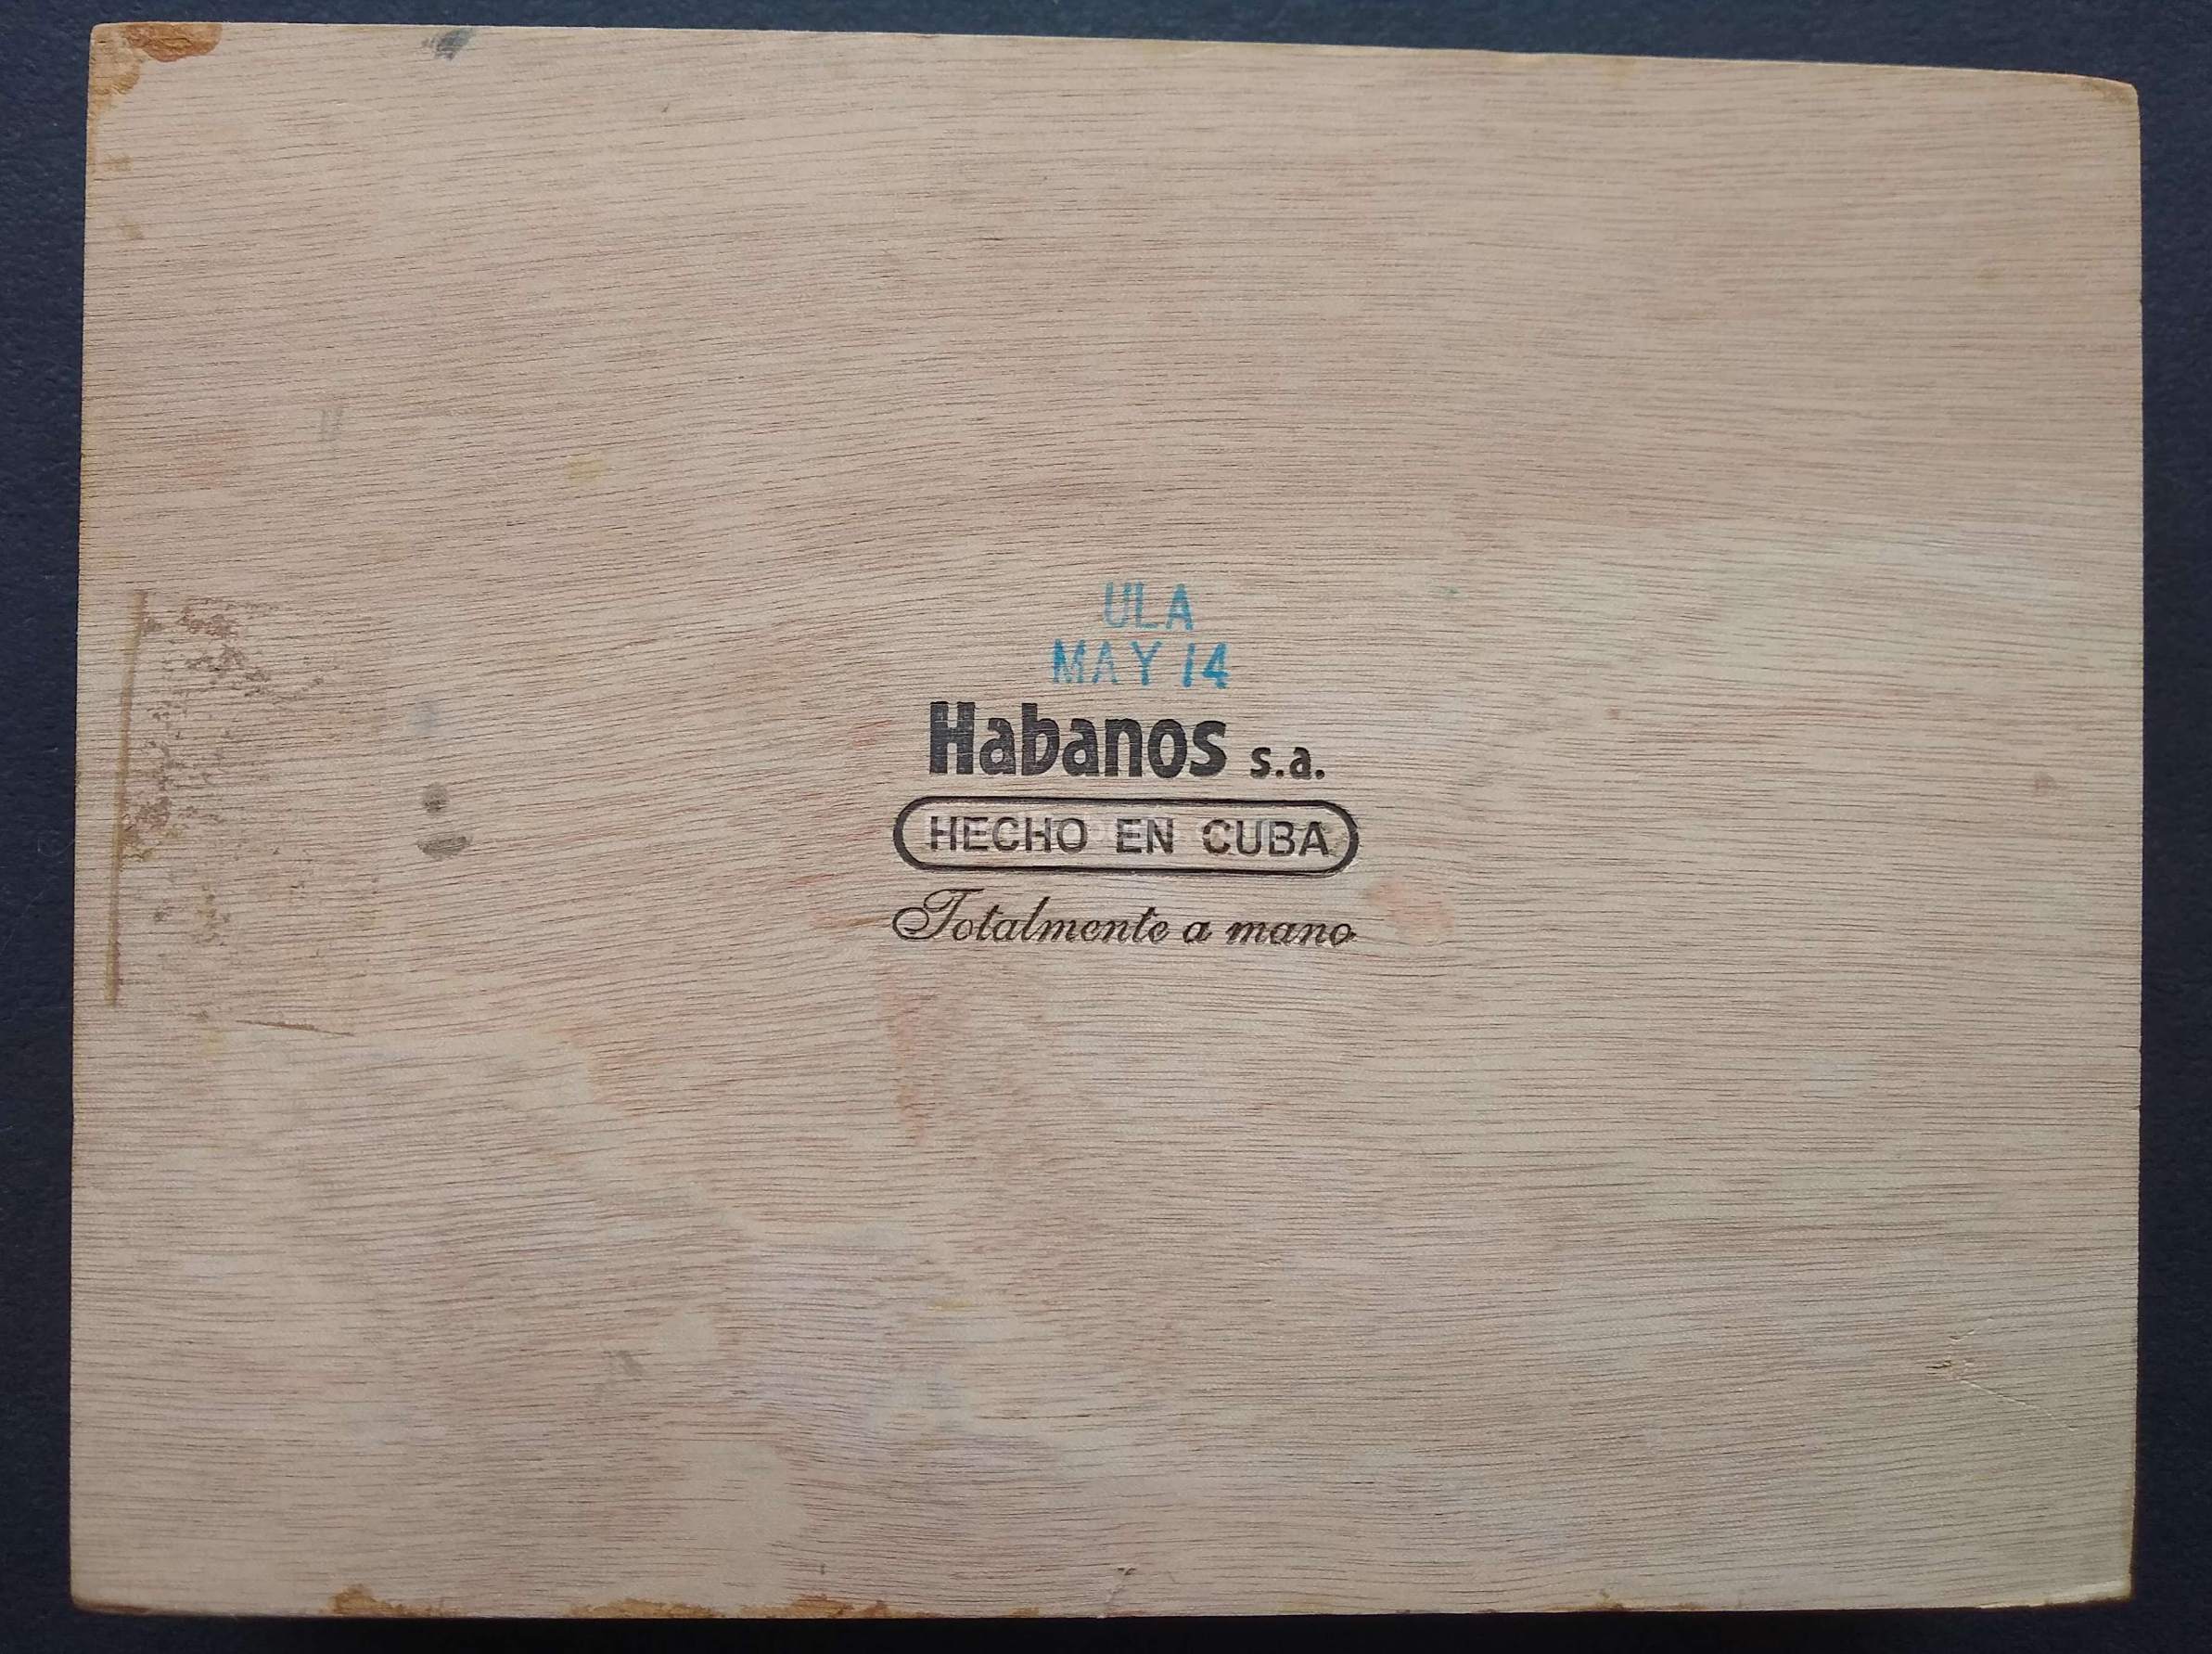 ULA
MAY 14
Habanos s.a.
HECHO EN CUBA
Totalmente a mano